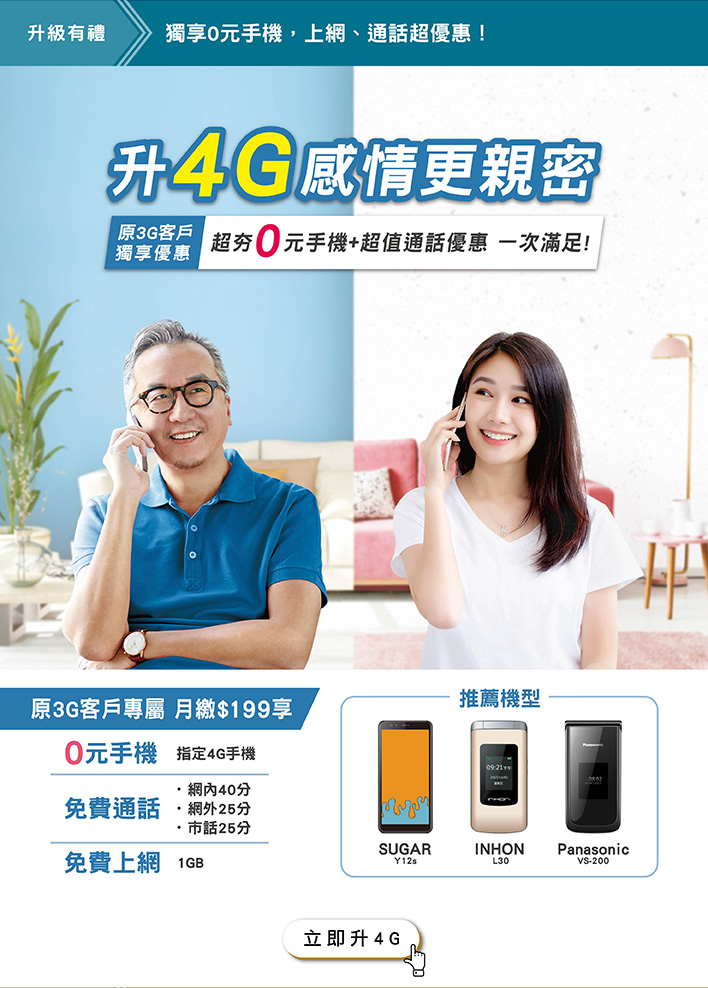 升級有禮
獨享0元手機，上網、通話超優惠！
升4G感情更親密
原3G客戶
獨享優惠
超夯0元手機+超值通話優惠 一次滿足!
原3G客戶專屬 月繳$199享
0元手機 指定4G手機
免費通話
・網內40分
・網外25分
・市話25分
免費上網 1GB
推薦機型
09:21
INHON
Panasonic
SUGAR
Y12s
INHON
L30
Panasonic
VS-200
立即升4G